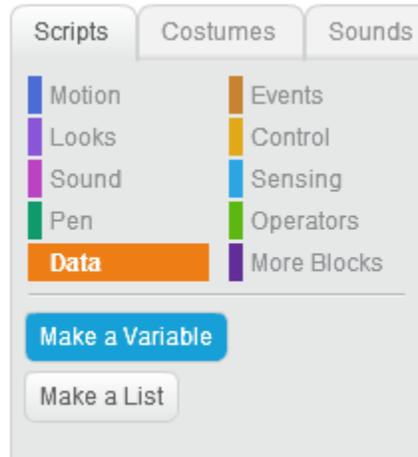 Scripts Costumes Sounds
Motion Events
Looks Control
Sound Sensing
Pen Operators
Data More Blocks
Make a Variable
Make a List